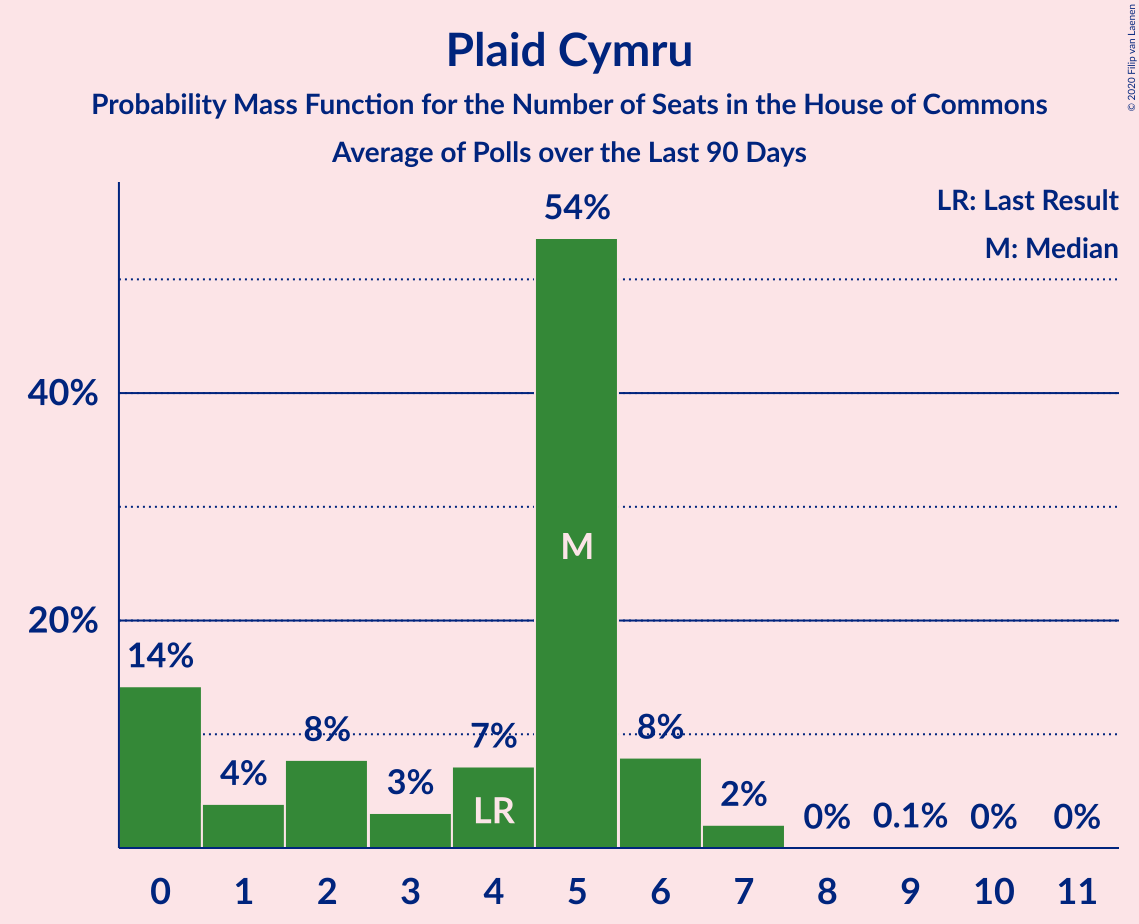 Plaid Cymru
Probability Mass Function for the Number of Seats in the House of Commons
Average of Polls over the Last 90 Days
© 2020 Filip van Laenen
LR: Last Result
M: Median
54%
40%
M
20%
14%
8%
7%
8%
4%
3%
2%
LR
0%
0.1%
0%
0%
0 1 2 3 4 5 6 7 8 9 10 11